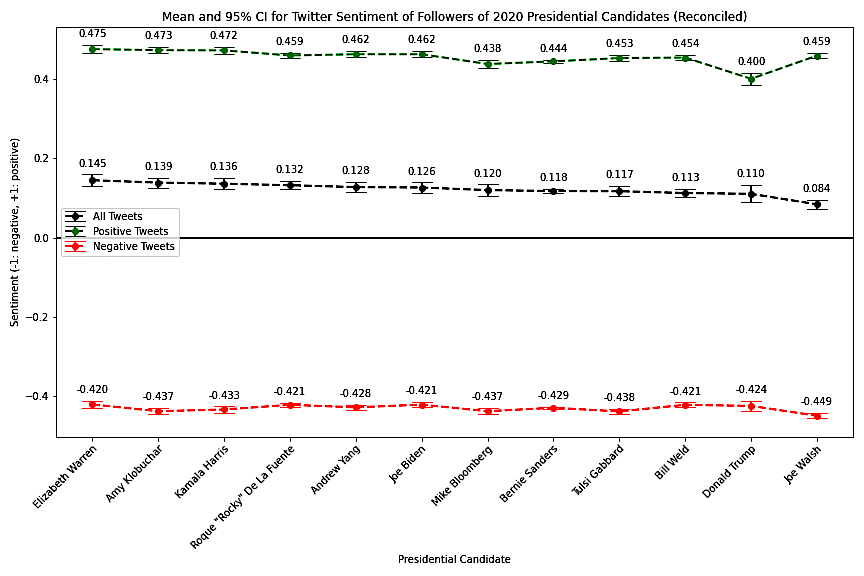 Mean and 95% CI for Twitter Sentiment of Followers of 2020 Presidential Candidates (Reconciled)
0.475 0.473 0.472 0.459 0.462 0.462 0.438 0.444 0.453 0.454 0.400 0.459
0.4
0.2
0.145 0.139 0.136 0.132 0.128 0.126 0.120 0.118 0.117 0.113 0.110 0.084
All Tweets
Positive Tweets
Negative Tweets
0.0
−0.2
−0.4
-0.420 -0.437 -0.433 -0.421 -0.428 -0.421 -0.437 -0.429 -0.438 -0.421 -0.424 -0.449
Sentiment (-1: negative, +1: positive)
Elizabeth Warren
Amy Klobuchar
Kamala Harris
Roque "Rocky" De La Fuente
Andrew Yang
Joe Biden
Mike Bloomberg
Bernie Sanders
Tulsi Gabbard
Bill Weld
Donald Trump
Joe Walsh
Presidential Candidate